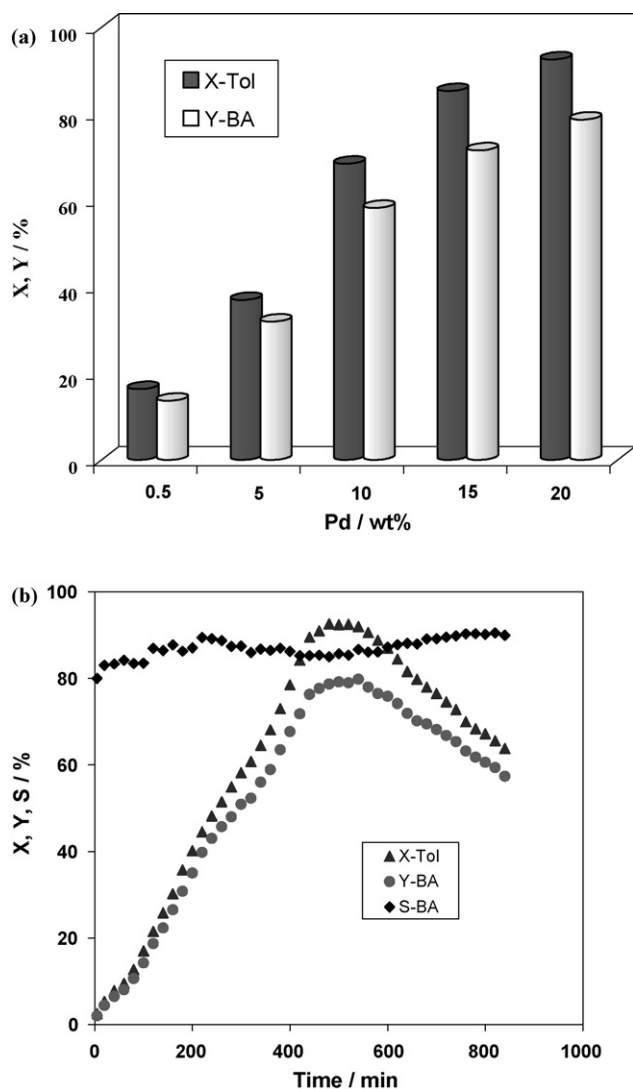 (a)
100
80
60
40
20
0
X, Y / %
X-Tol
Y-BA
0.5 5 10 15 20
Pd / wt%
(b)
100
80
60
40
20
0
X, Y, S / %
X-Tol
Y-BA
S-BA
0 200 400 600 800 1000
Time / min